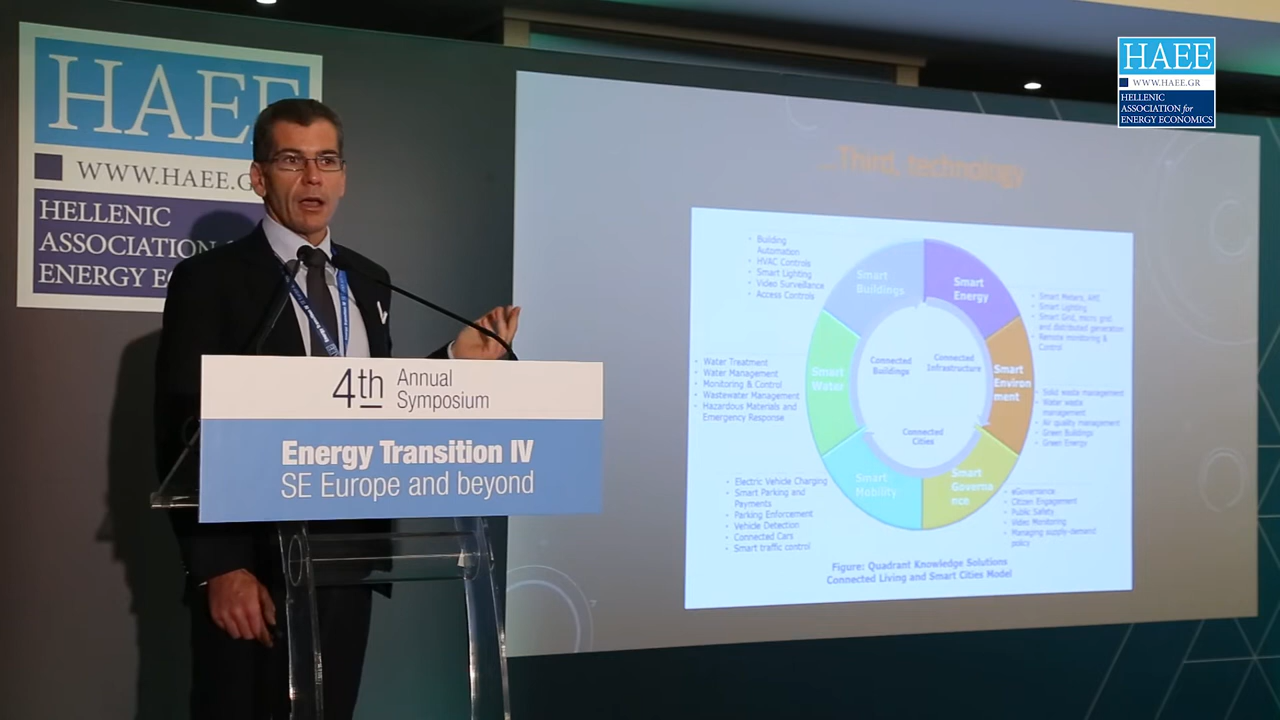 HAEE
WWW.HAEE.G
HELLENIC
ASSOCIATION
ENERGY EC
HAEE
WWW.HAEE.GR
HELLENIC
ASSOCIATION for
ENERGY ECONOMICS
4th Annual
Symposium
Energy Transition IV
SE Europe and beyond
...Third, technology
• Building
Automation
• HVAC Controls
• Smart Lighting
• Video Surveillance
• Access Controls
Smart
Buildings
Smart
Energy
• Smart Meters, AMI
• Smart Lighting
• Smart Grid, micro grid
and distributed generation
• Remote monitoring &
Control
• Water Treatment
• Water Management
• Monitoring & Control
• Wastewater Management
• Hazardous Materials and
Emergency Response
Smart
Water
Connected
Buildings
Connected
Infrastructure
Connected
Cities
Smart
Environ
ment
• Solid waste management
• Water waste
management
• Air quality management
• Green Buildings
• Green Energy
• Electric Vehicle Charging
• Smart Parking and
Payments
• Parking Enforcement
• Vehicle Detection
• Connected Cars
• Smart traffic control
Smart
Mobility
Smart
Governa
nce
• eGovernance
• Citizen Engagement
• Public Safety
• Video Monitoring
• Managing supply-demand
policy
Figure: Quadrant Knowledge Solutions
Connected Living and Smart Cities Model